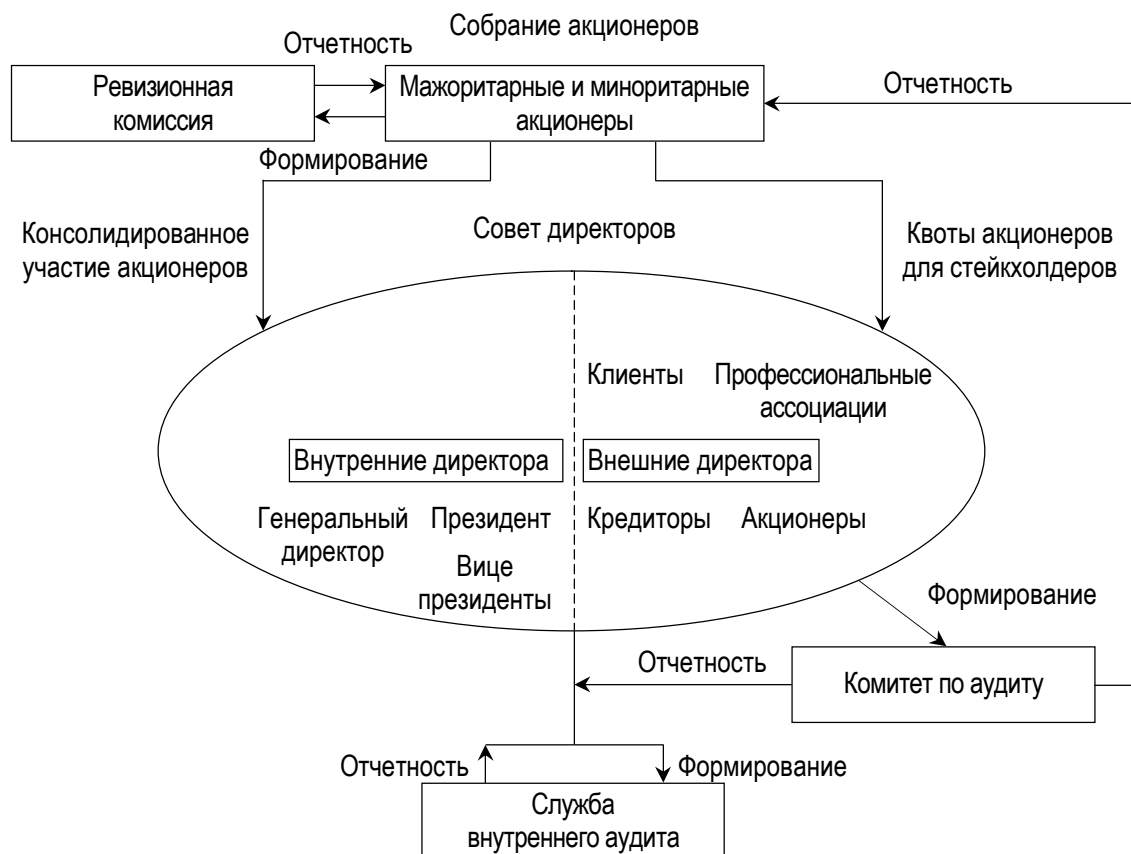 Собрание акционеров
Отчетность
Ревизионная
комиссия
Мажоритарные и миноритарные
акционеры
Отчетность
Формирование
Консолидированное
участие акционеров
Совет директоров
Квоты акционеров
для стейкхолдеров
Клиенты
Профессиональные
ассоциации
Внутренние директора
Внешние директора
Генеральный
директор
Президент
Вице
президенты
Кредиторы
Акционеры
Формирование
Отчетность
Комитет по аудиту
Отчетность
Формирование
Служба
внутреннего аудита